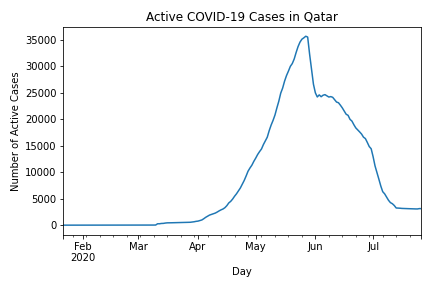 Active COVID-19 Cases in Qatar
Number of Active Cases
35000
30000
25000
20000
15000
10000
5000
0
Feb Mar Apr May Jun Jul
2020
Day